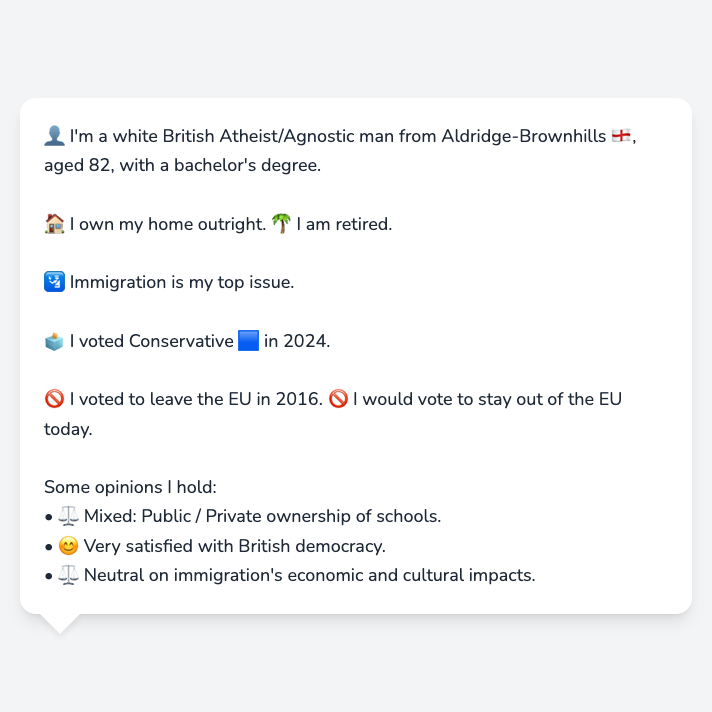 👤 I'm a white British Atheist/Agnostic man from Aldridge-Brownhills 🏴󠁧󠁢󠁥󠁮󠁧󠁿,
aged 82, with a bachelor's degree.
🏠 I own my home outright. 🌴 I am retired.
🛂 Immigration is my top issue.
🗳️ I voted Conservative 🟦 in 2024.
🚫 I voted to leave the EU in 2016. 🚫 I would vote to stay out of the EU
today.
Some opinions I hold:
• ⚖️ Mixed: Public / Private ownership of schools.
• 😊 Very satisfied with British democracy.
• ⚖️ Neutral on immigration's economic and cultural impacts.